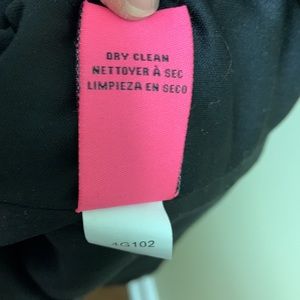 DRY CLEAN
NETTOYER À SEC
LIMPIEZA EN SECO
4G102